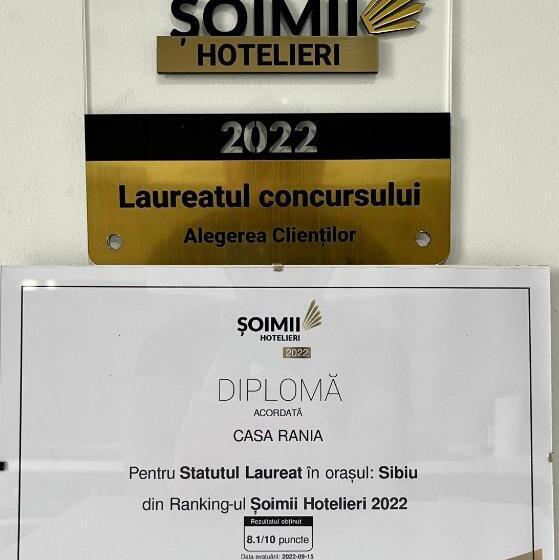 ȘOIMII
HOTELIERI
2022
Laureatul concursului
Alegerea Clienților
ȘOIMII
HOTELIERI
2022
DIPLOMĂ
ACORDATĂ
CASA RANIA
Pentru Statutul Laureat în orașul: Sibiu
din Ranking-ul Șoimii Hotelieri 2022
Rezultatul obținut
8.1/10 puncte
Data evaluării: 2022-09-15